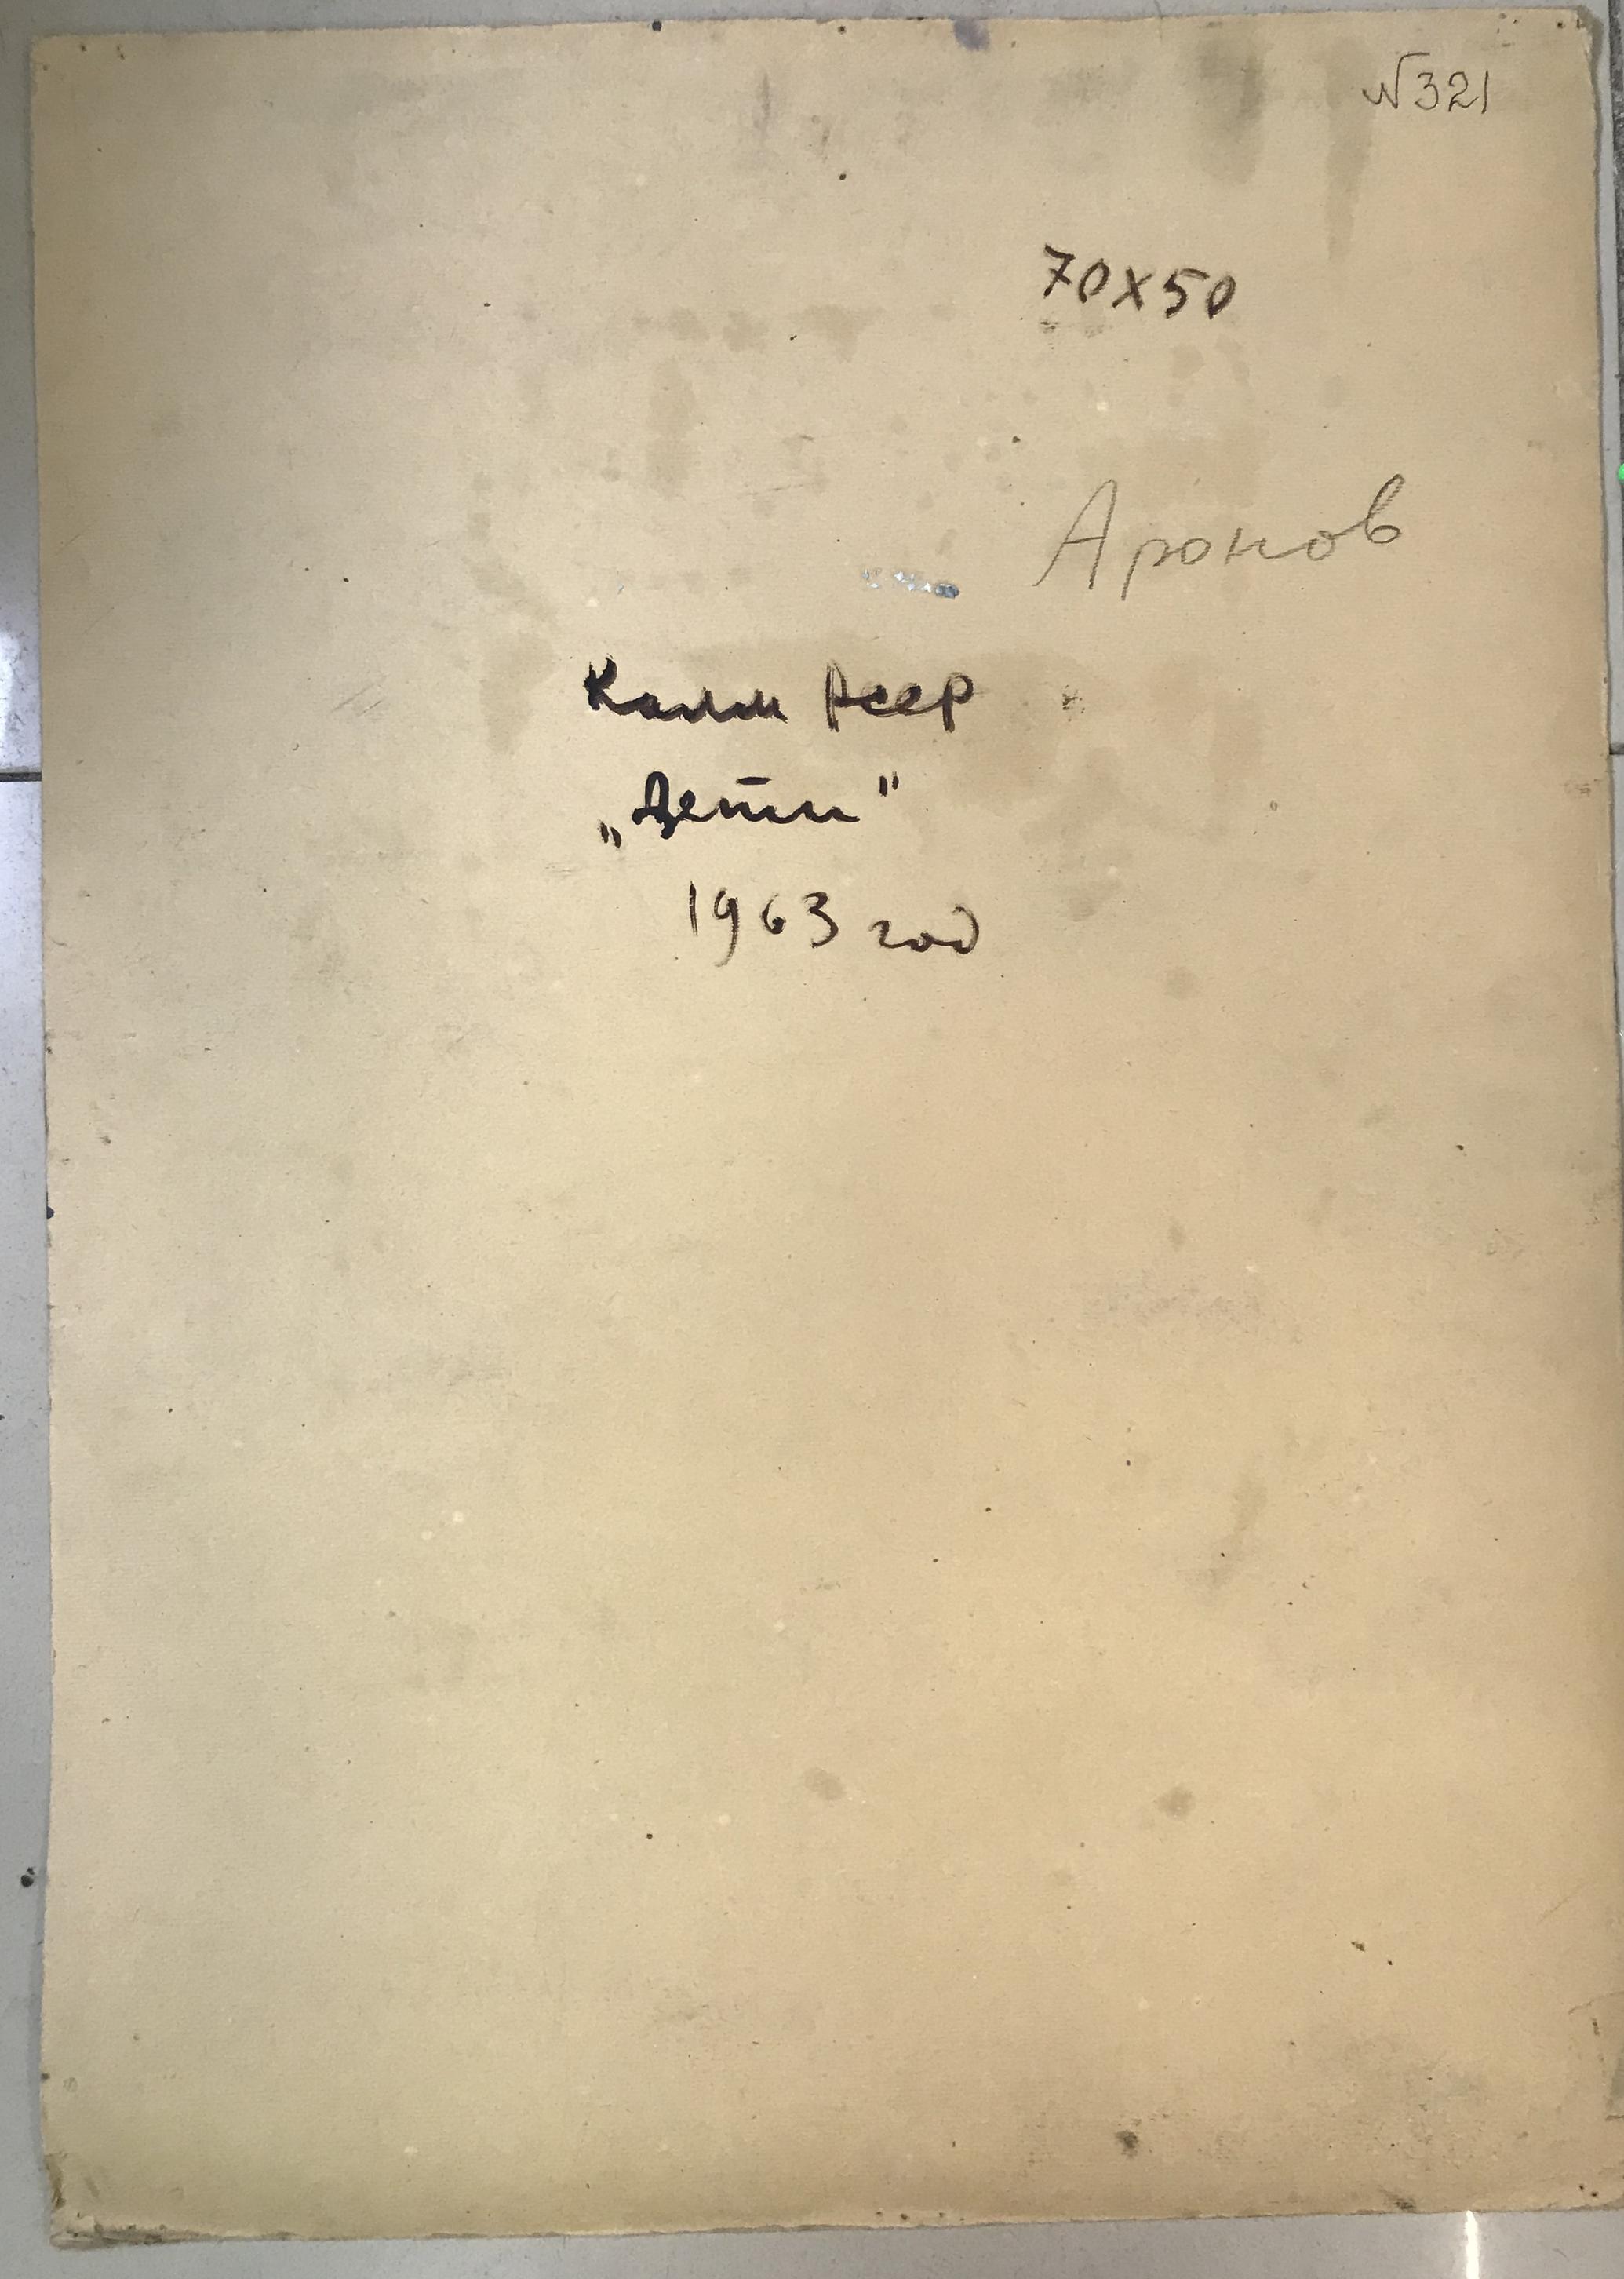 №321
70х50
Аронов
Калм АССР
„Дети"
1963 год